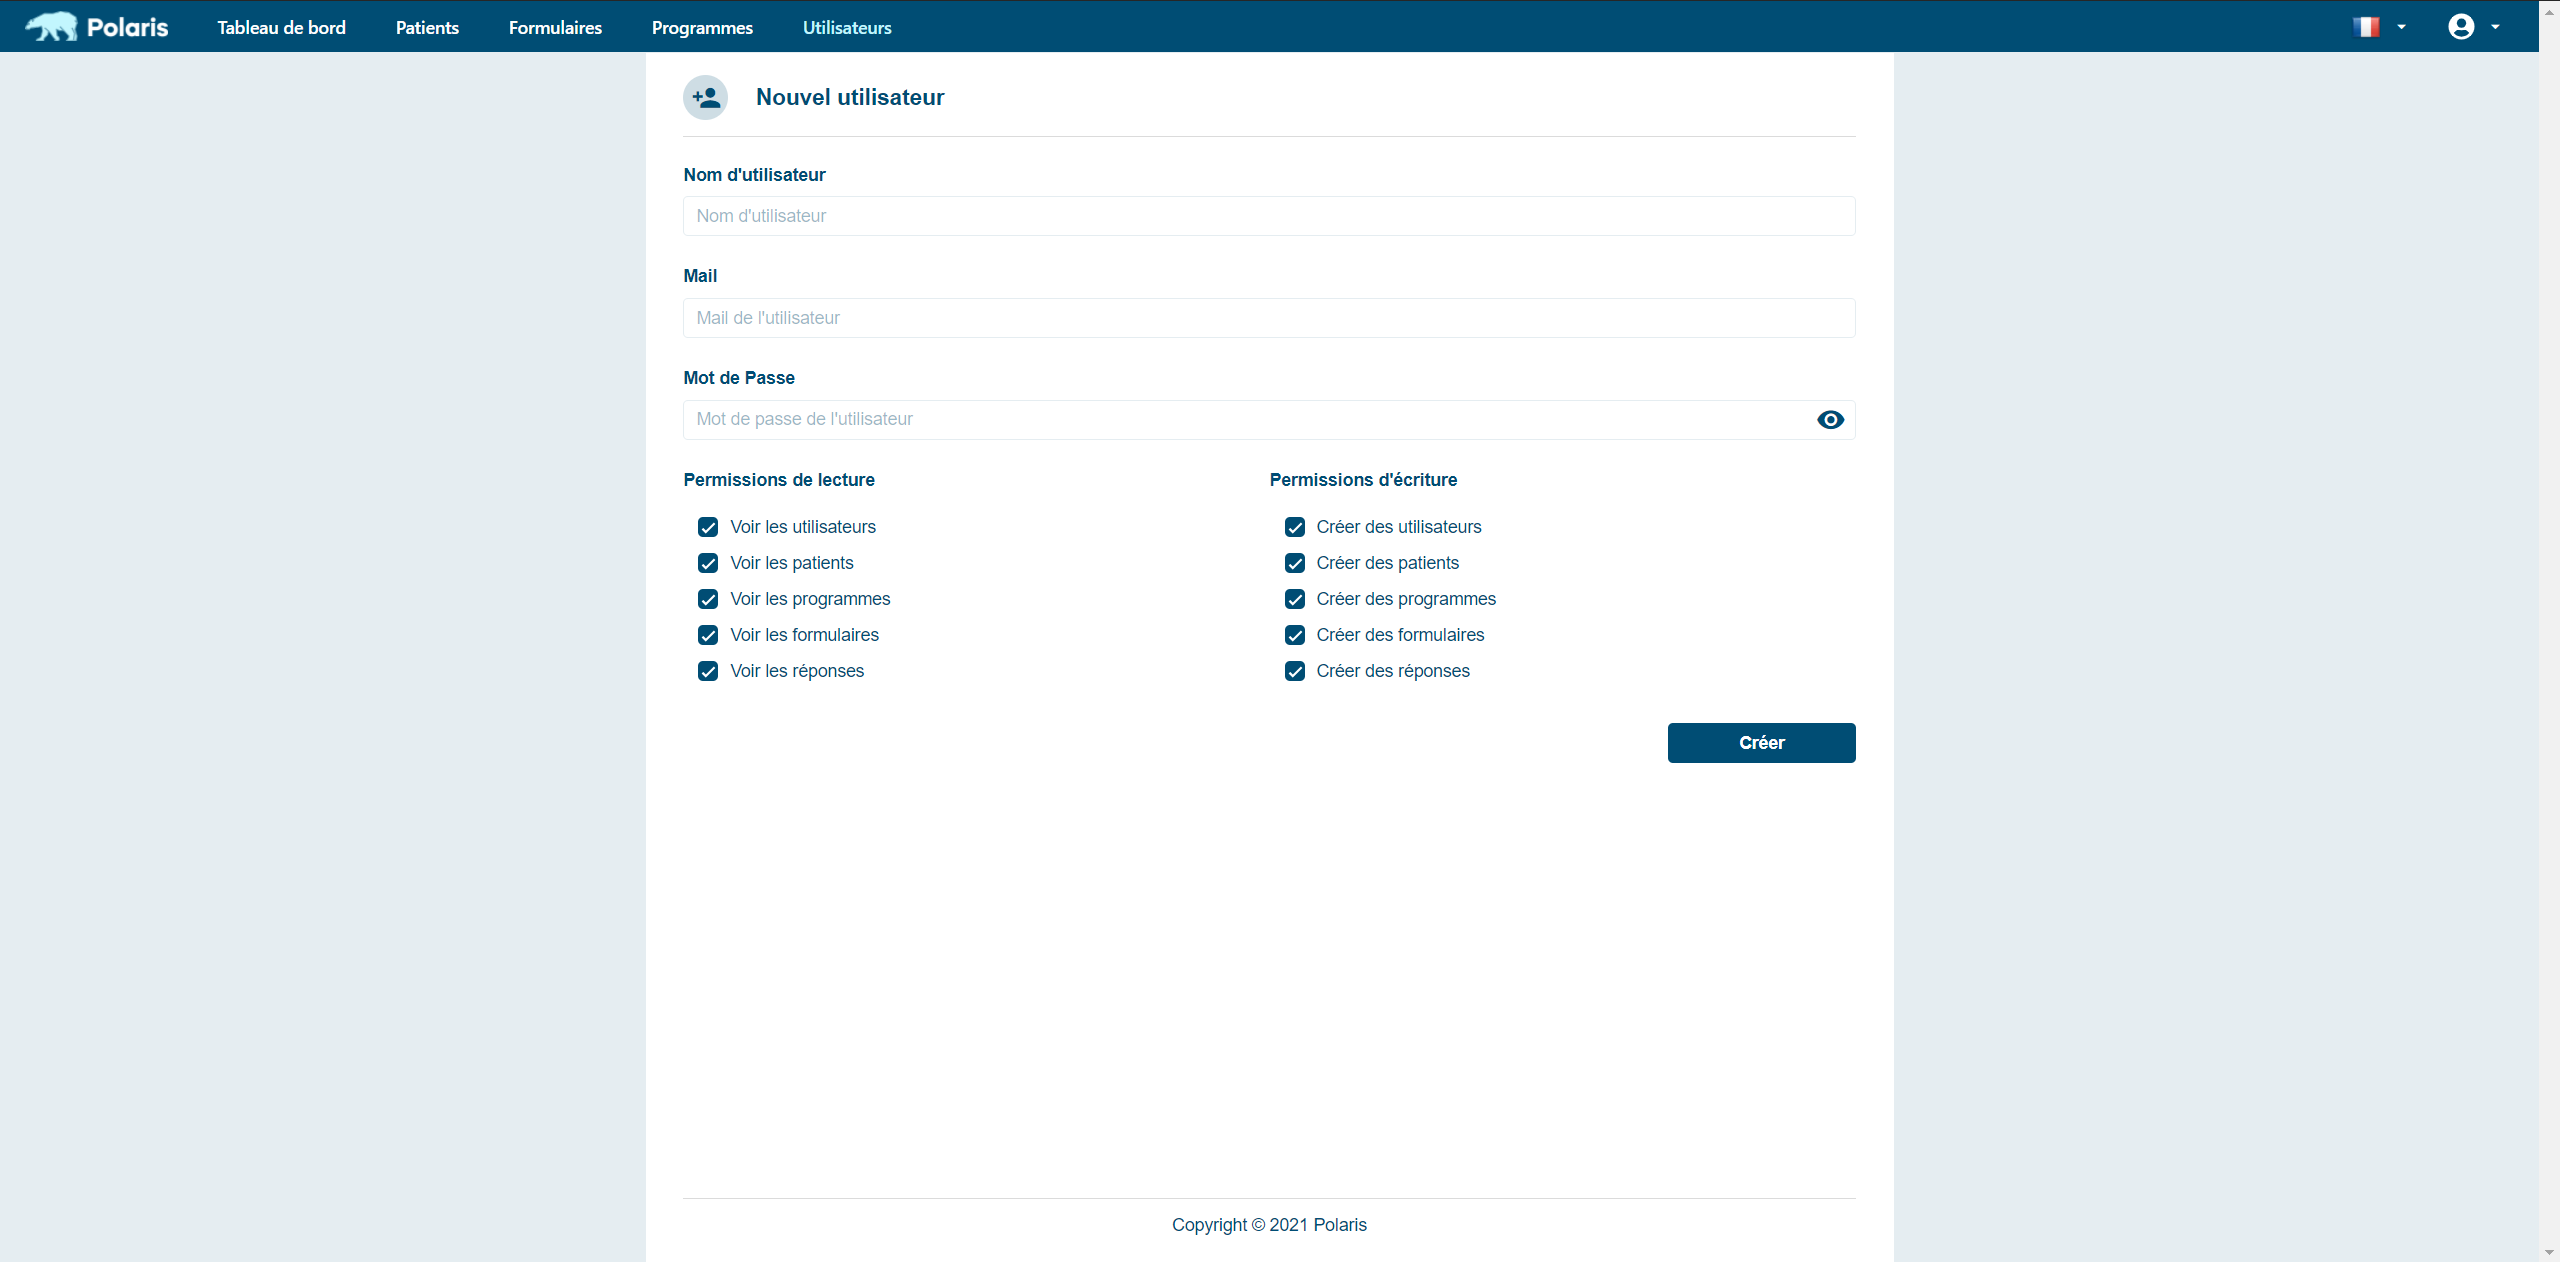 Polaris
Tableau de bord
Patients
Formulaires
Programmes
Utilisateurs
Nouvel utilisateur
Nom d'utilisateur
Nom d'utilisateur
Mail
Mail de l'utilisateur
Mot de Passe
Mot de passe de l'utilisateur
Permissions de lecture
Voir les utilisateurs
Voir les patients
Voir les programmes
Voir les formulaires
Voir les réponses
Permissions d'écriture
Créer des utilisateurs
Créer des patients
Créer des programmes
Créer des formulaires
Créer des réponses
Créer
Copyright © 2021 Polaris